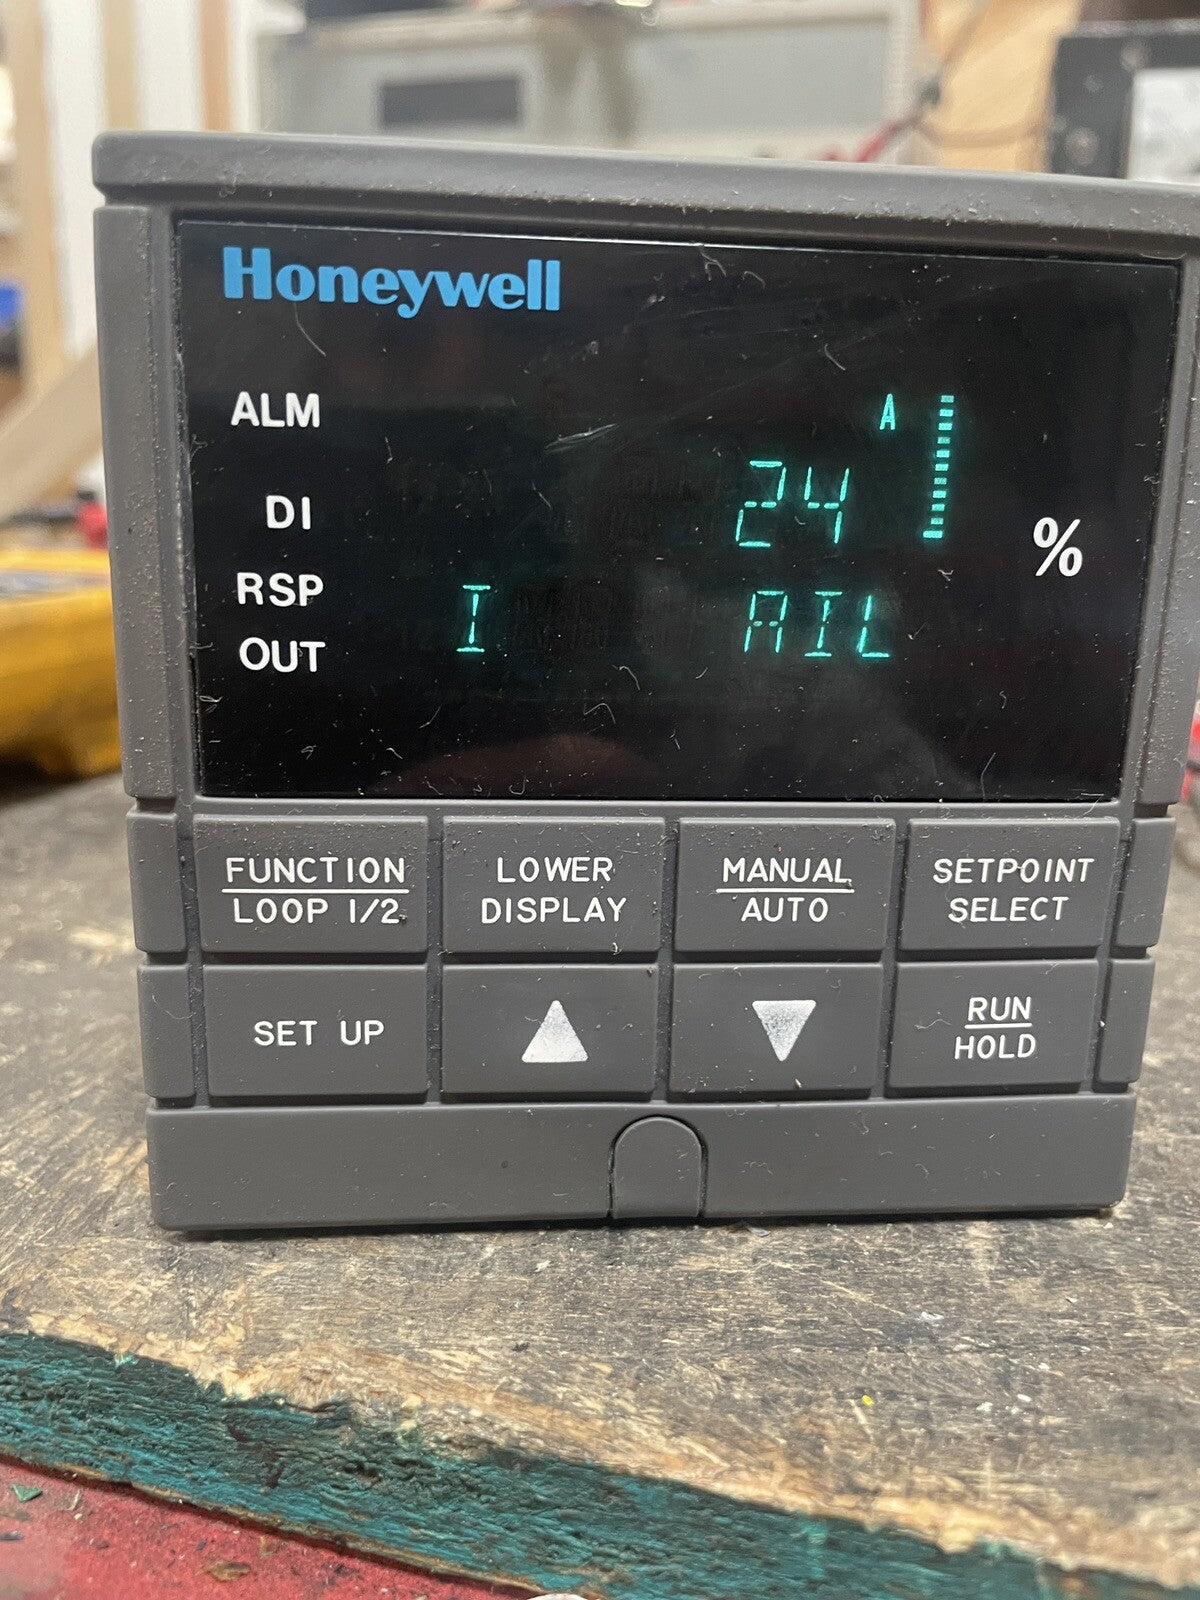 Honeywell
ALM
A
DI
24
%
RSP
OUT
I AIL
FUNCTION
LOOP 1/2
LOWER
DISPLAY
MANUAL
AUTO
SETPOINT
SELECT
SET UP
RUN
HOLD